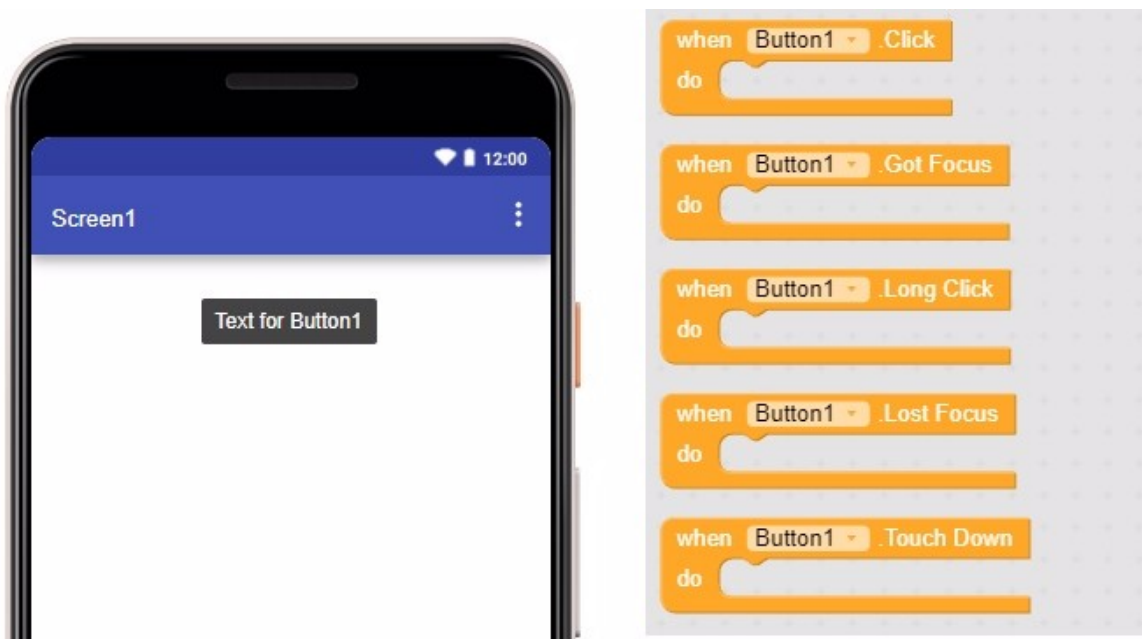 12:00
Screen1
Text for Button1
when Button1 .Click
do
when Button1 .Got Focus
do
when Button1 .Long Click
do
when Button1 .Lost Focus
do
when Button1 .Touch Down
do